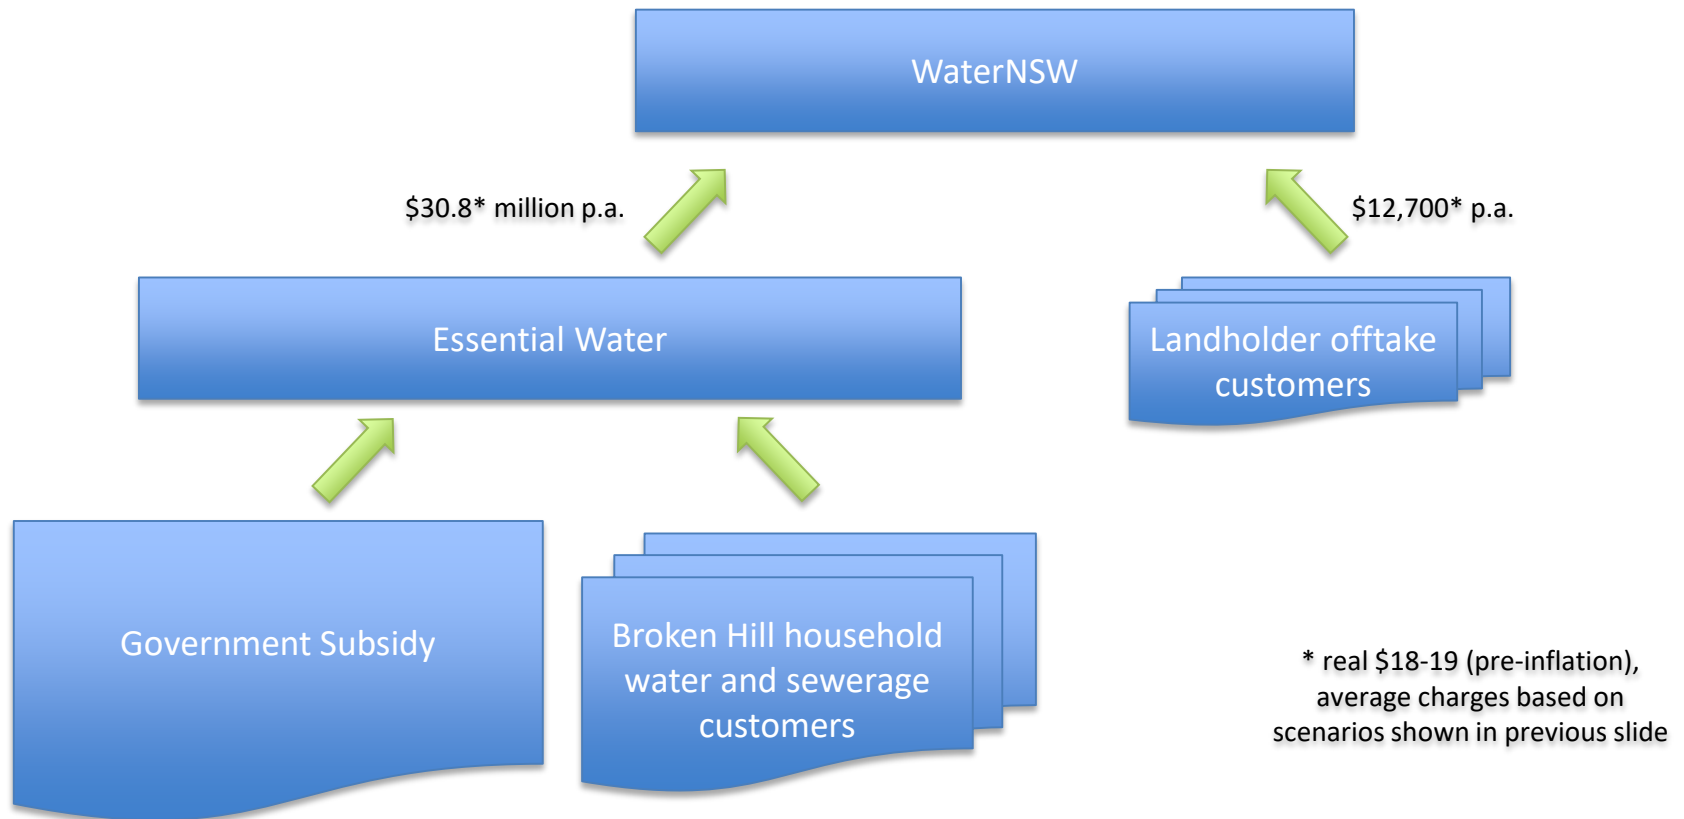 WaterNSW
$30.8* million p.a.
$12,700* p.a.
Essential Water
Landholder offtake
customers
Government Subsidy
Broken Hill household
water and sewerage
customers
* real $18-19 (pre-inflation),
average charges based on
scenarios shown in previous slide